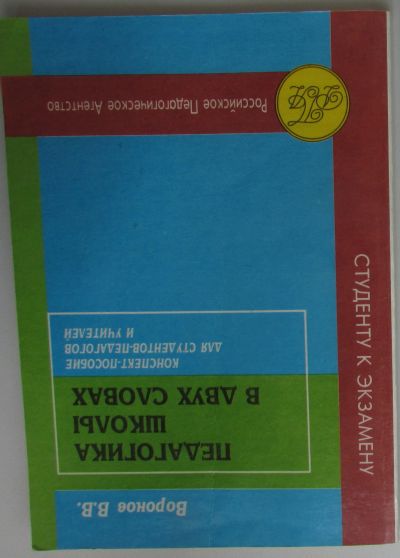 Воронов В.В.
ПЕДАГОГИКА
ШКОЛЫ
В ДВУХ СЛОВАХ
КОНСПЕКТ-ПОСОБИЕ
ДЛЯ СТУДЕНТОВ-ПЕДАГОГОВ
И УЧИТЕЛЕЙ
СТУДЕНТУ К ЭКЗАМЕНУ
Российское Педагогическое Агентство